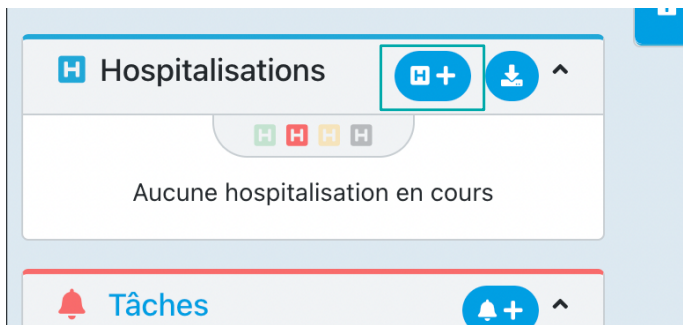 H Hospitalisations H +
H H H H
Aucune hospitalisation en cours
Tâches +